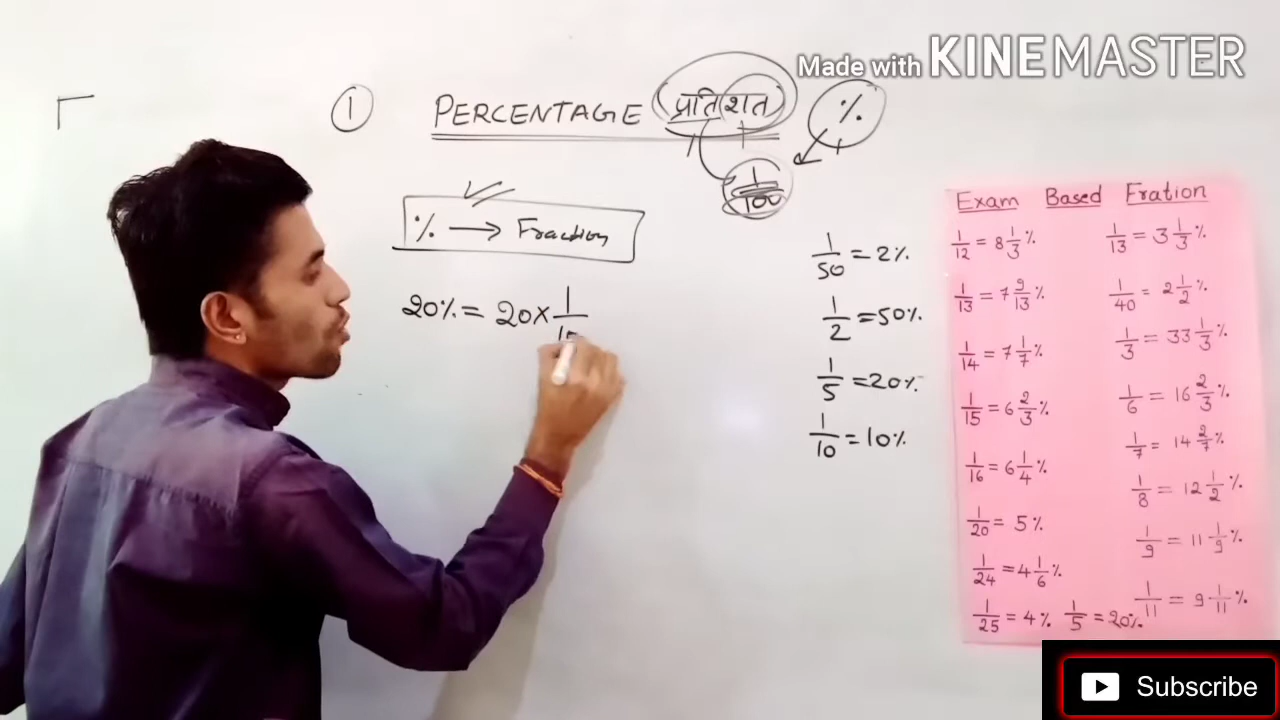 Made with KINEMASTER
① PERCENTAGE प्रतिशत %
1/100
% → Fraction
20% = 20 × 1/10
1/50 = 2%
1/2 = 50%
1/5 = 20%
1/10 = 10%
Exam Based Fration
1/12 = 8 1/3 %
1/13 = 7 9/13 %
1/14 = 7 1/7 %
1/15 = 6 2/3 %
1/16 = 6 1/4 %
1/20 = 5 %
1/24 = 4 1/6 %
1/25 = 4 % 1/5 = 20%
1/13 = 3 1/3 %
1/40 = 2 1/2 %
1/3 = 33 1/3 %
1/6 = 16 2/3 %
1/7 = 14 2/7 %
1/8 = 12 1/2 %
1/9 = 11 1/9 %
1/11 = 9 1/11 %
Subscribe